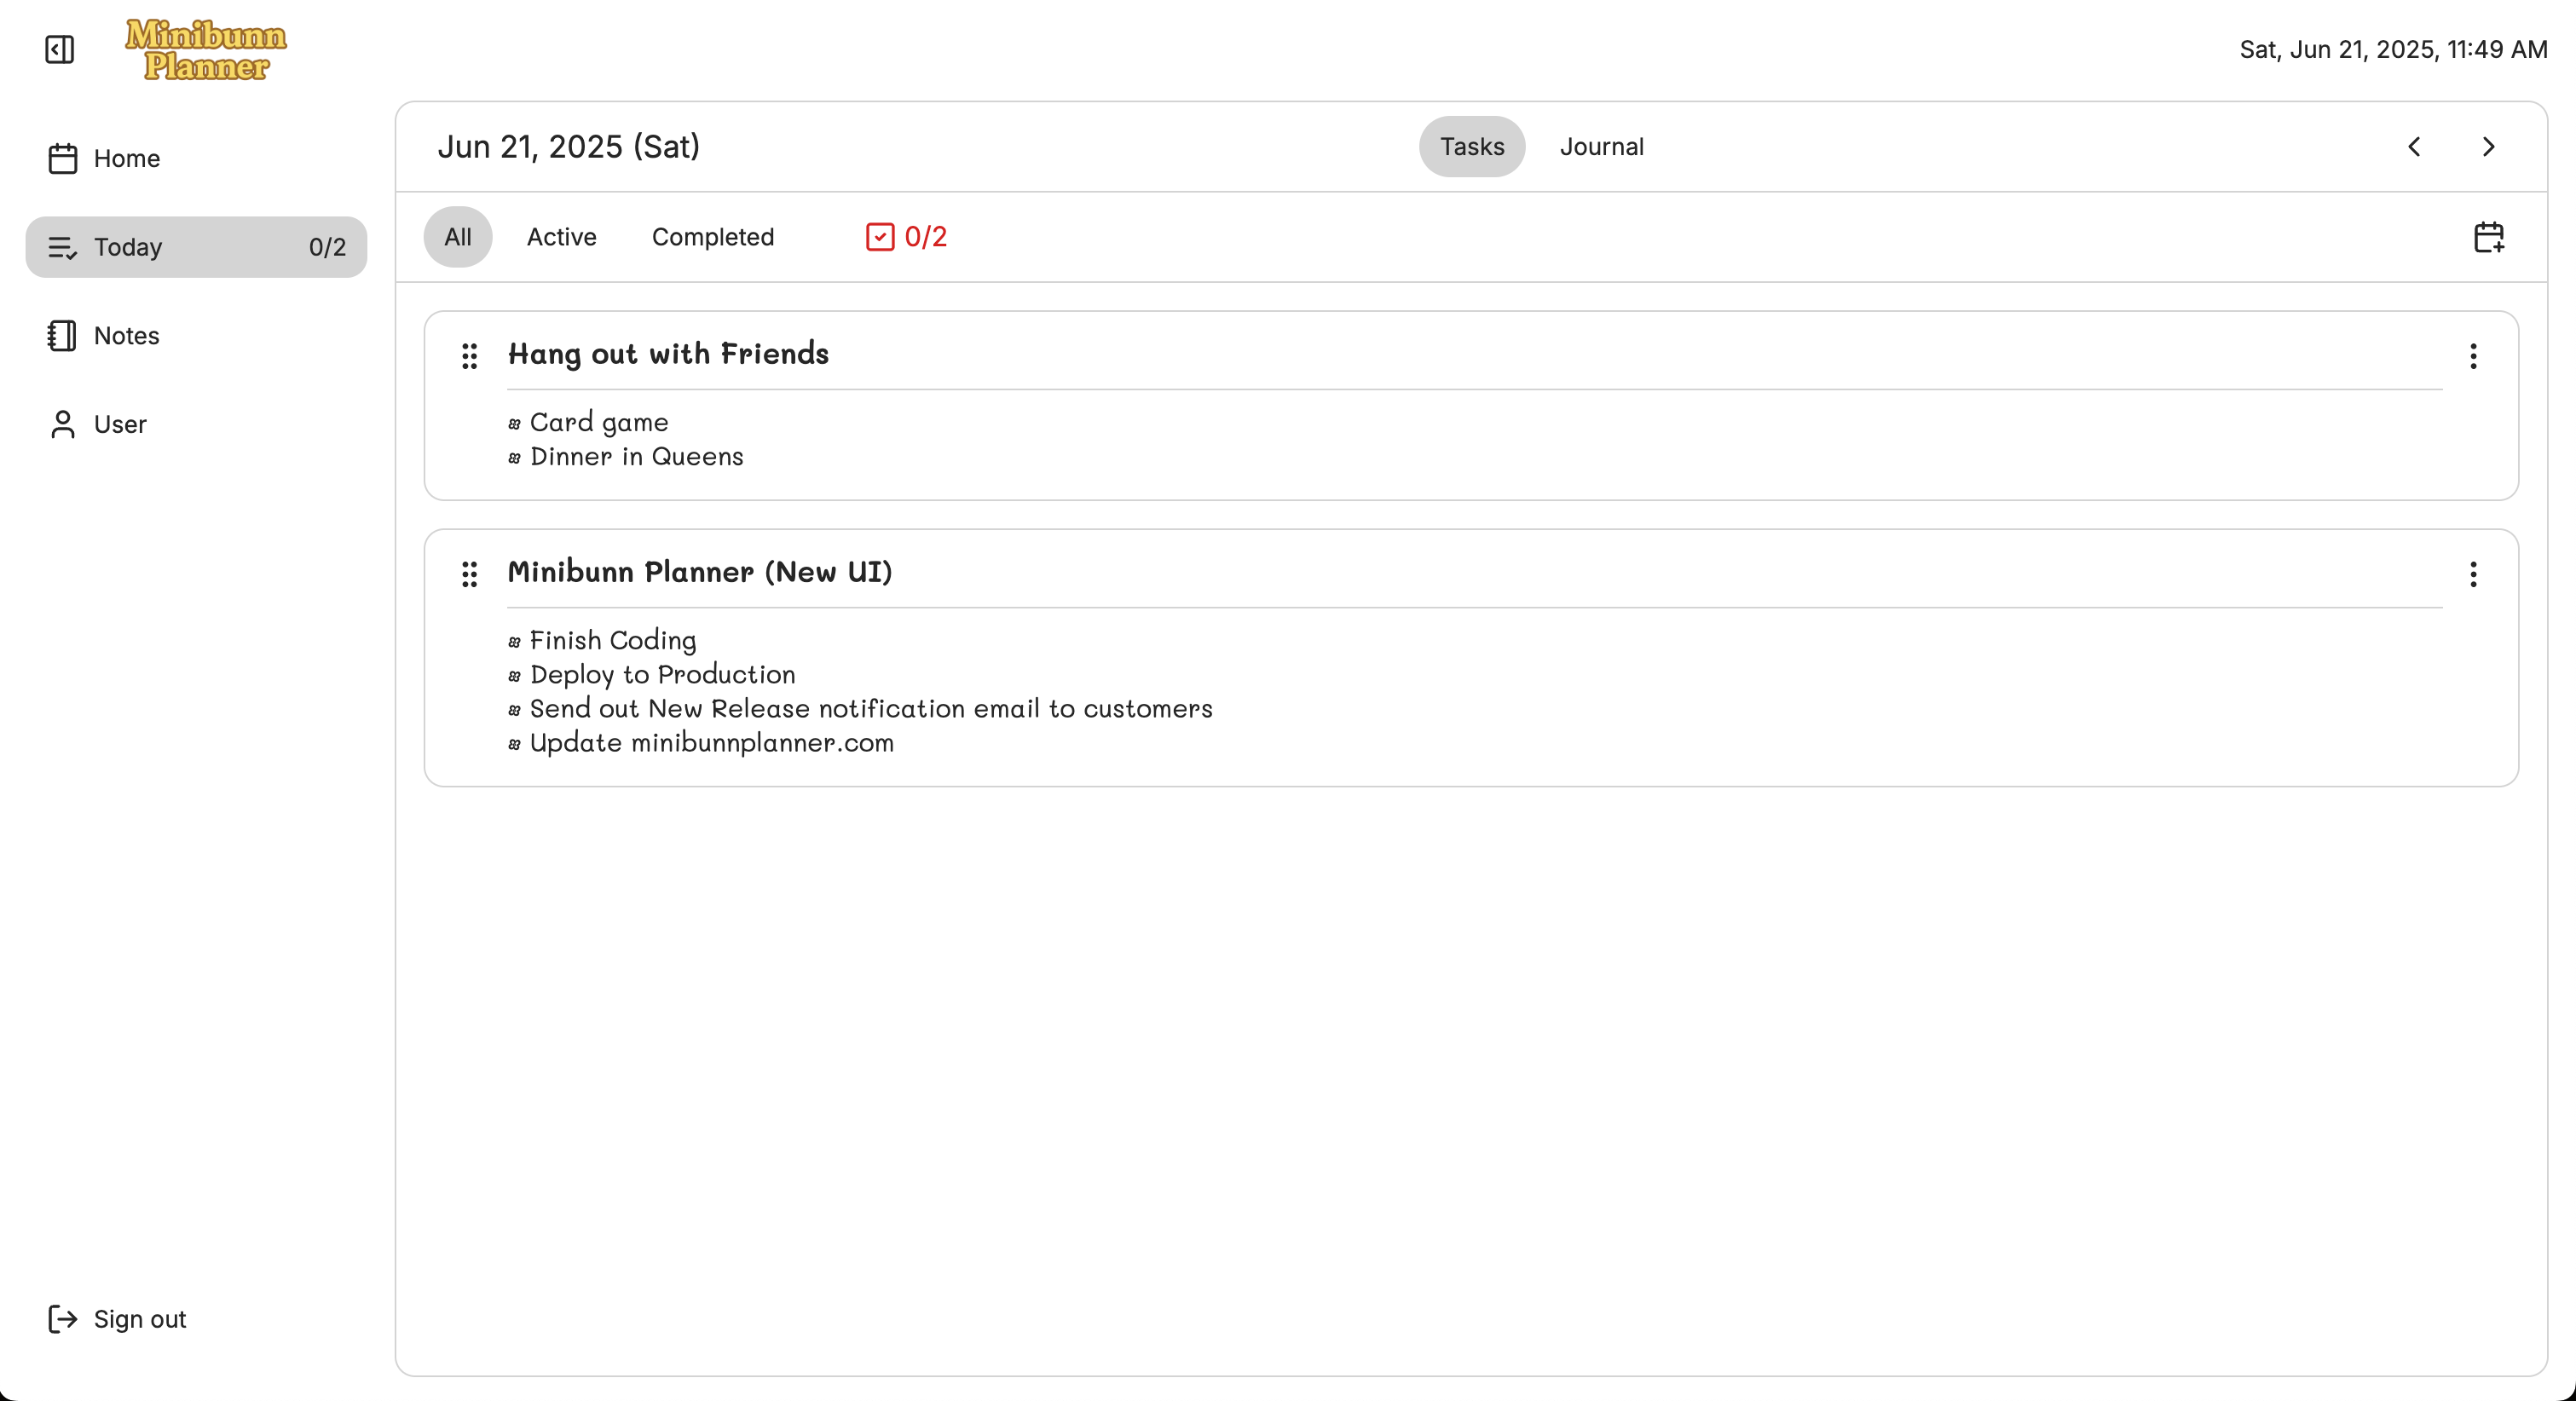 Minibunn
Planner
Sat, Jun 21, 2025, 11:49 AM
Home
Today 0/2
Notes
User
Sign out
Jun 21, 2025 (Sat)
Tasks Journal
All Active Completed 0/2
Hang out with Friends
Card game
Dinner in Queens
Minibunn Planner (New UI)
Finish Coding
Deploy to Production
Send out New Release notification email to customers
Update minibunnplanner.com